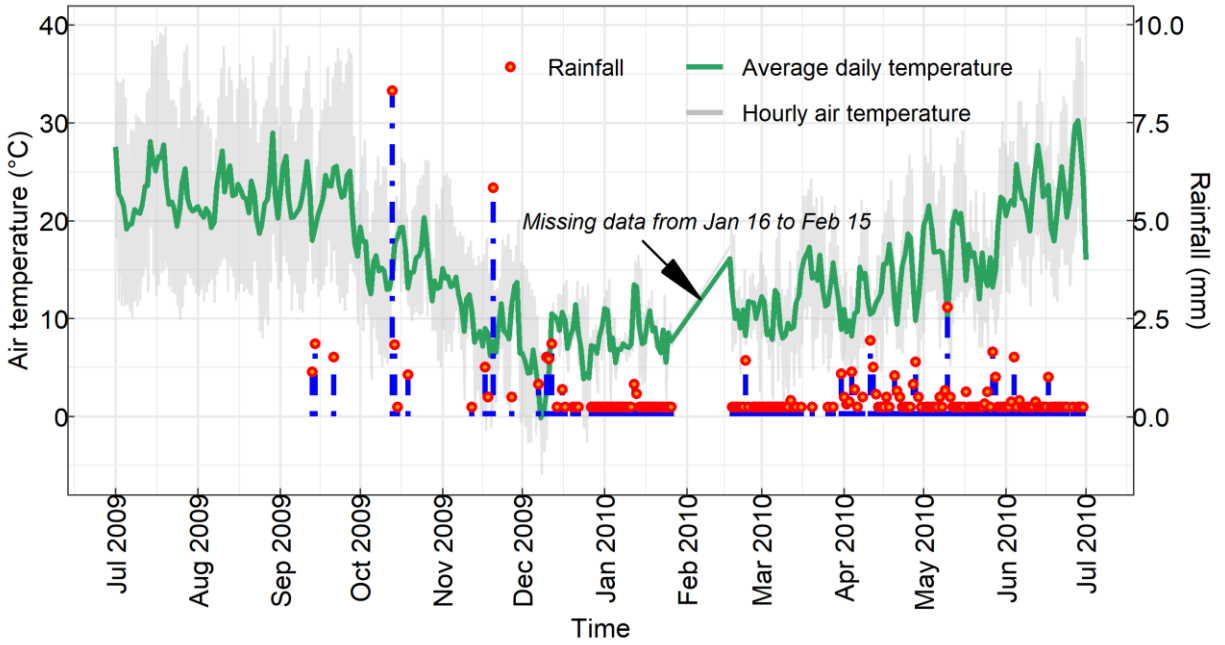 40
30
20
10
0
Air temperature (°C)
10.0
7.5
5.0
2.5
0.0
Rainfall (mm)
Rainfall
Average daily temperature
Hourly air temperature
Missing data from Jan 16 to Feb 15
Jul 2009
Aug 2009
Sep 2009
Oct 2009
Nov 2009
Dec 2009
Jan 2010
Feb 2010
Mar 2010
Apr 2010
May 2010
Jun 2010
Jul 2010
Time